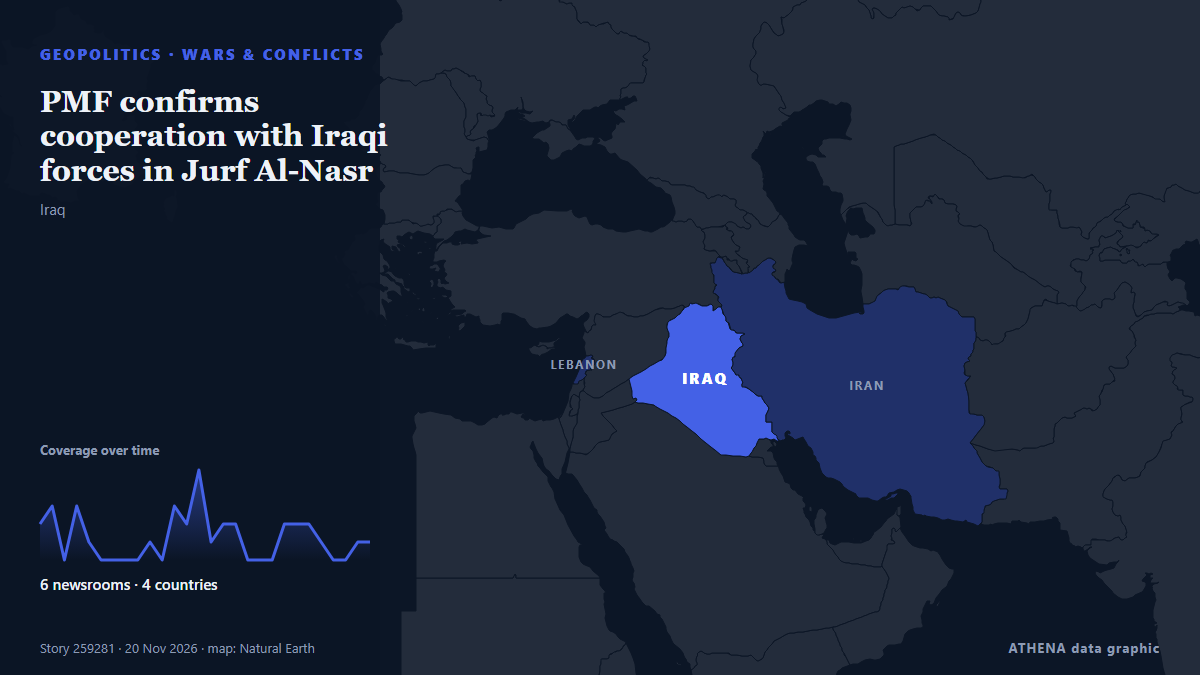 GEOPOLITICS · WARS & CONFLICTS
PMF confirms
cooperation with Iraqi
forces in Jurf Al-Nasr
Iraq
LEBANON
IRAQ
IRAN
Coverage over time
6 newsrooms · 4 countries
Story 259281 · 20 Nov 2026 · map: Natural Earth
ATHENA data graphic